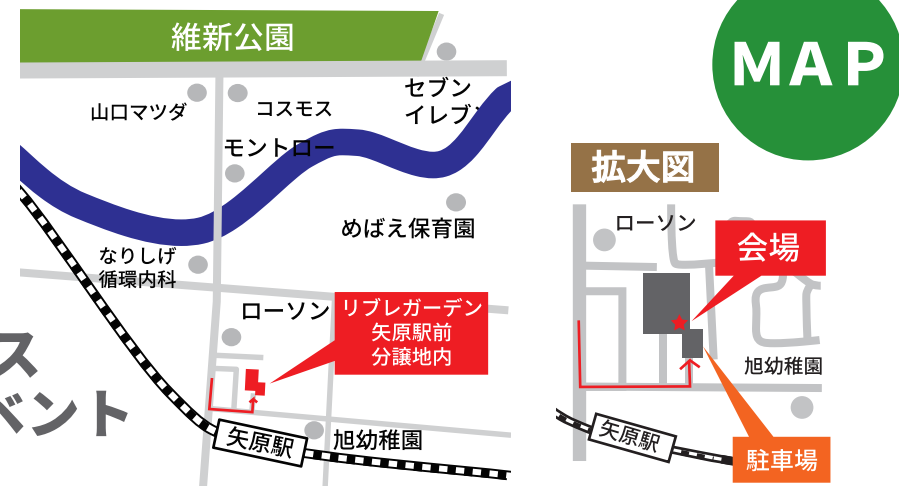 維新公園
MAP
セブン
イレブン
山口マツダ
コスモス
モントロー
めばえ保育園
なりしげ
循環内科
ローソン
リブレガーデン
矢原駅前
分譲地内
矢原駅
旭幼稚園
ス
ベント
拡大図
ローソン
会場
旭幼稚園
矢原駅
駐車場